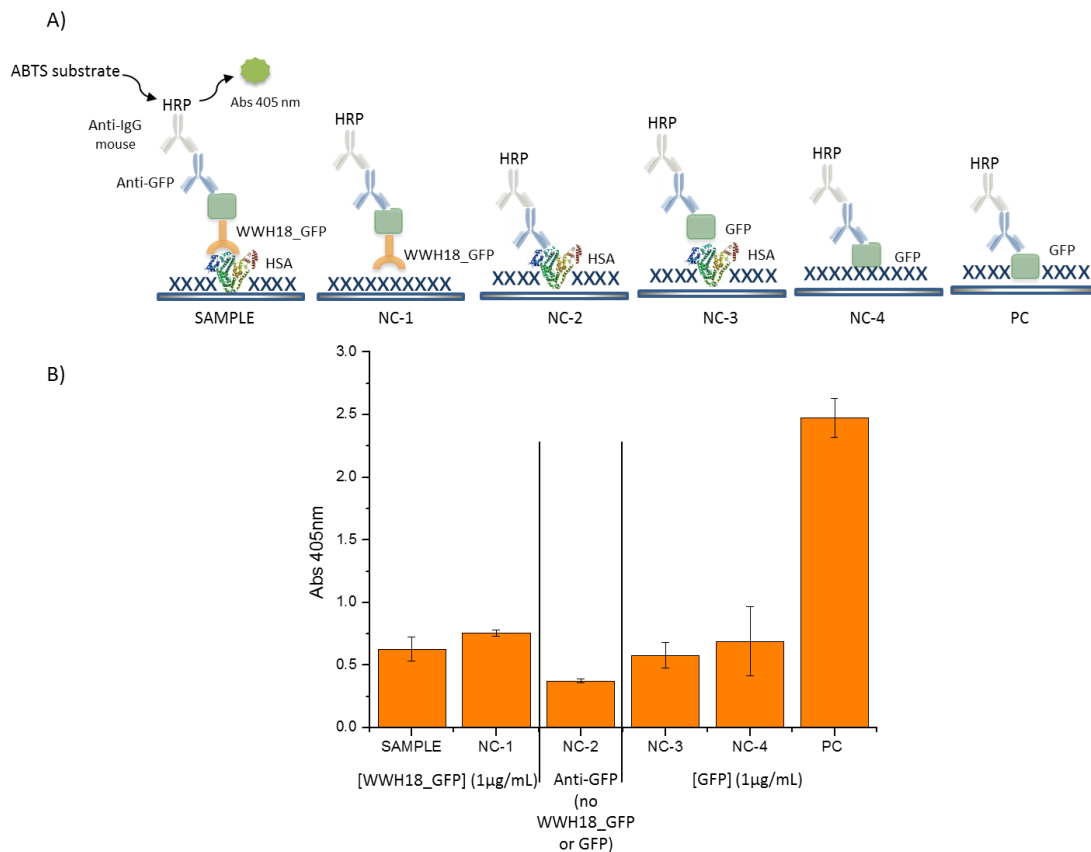 A)
ABTS substrate
HRP
Abs 405 nm
Anti-IgG
mouse
Anti-GFP
WWH18_GFP
HSA
XXXX XXXX
SAMPLE
HRP
WWH18_GFP
XXXXXXXXXX
NC-1
HRP
HSA
XXXX XXXX
NC-2
HRP
GFP
HSA
XXXX XXXX
NC-3
HRP
GFP
XXXXXXXXXX
NC-4
HRP
GFP
XXXX XXXX
PC
B)
Abs 405nm
3.0
2.5
2.0
1.5
1.0
0.5
0.0
SAMPLE NC-1 NC-2 NC-3 NC-4 PC
[WWH18_GFP] (1µg/mL)
Anti-GFP
(no
WWH18_GFP
or GFP)
[GFP] (1µg/mL)